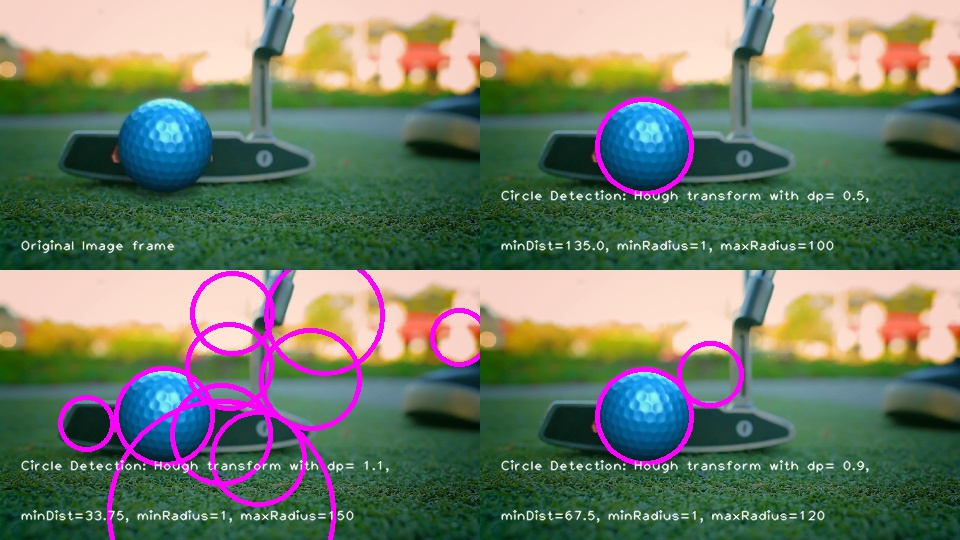 Original Image frame
Circle Detection: Hough transform with dp= 0.5,
minDist=135.0, minRadius=1, maxRadius=100
Circle Detection: Hough transform with dp= 1.1,
minDist=33.75, minRadius=1, maxRadius=150
Circle Detection: Hough transform with dp= 0.9,
minDist=67.5, minRadius=1, maxRadius=120